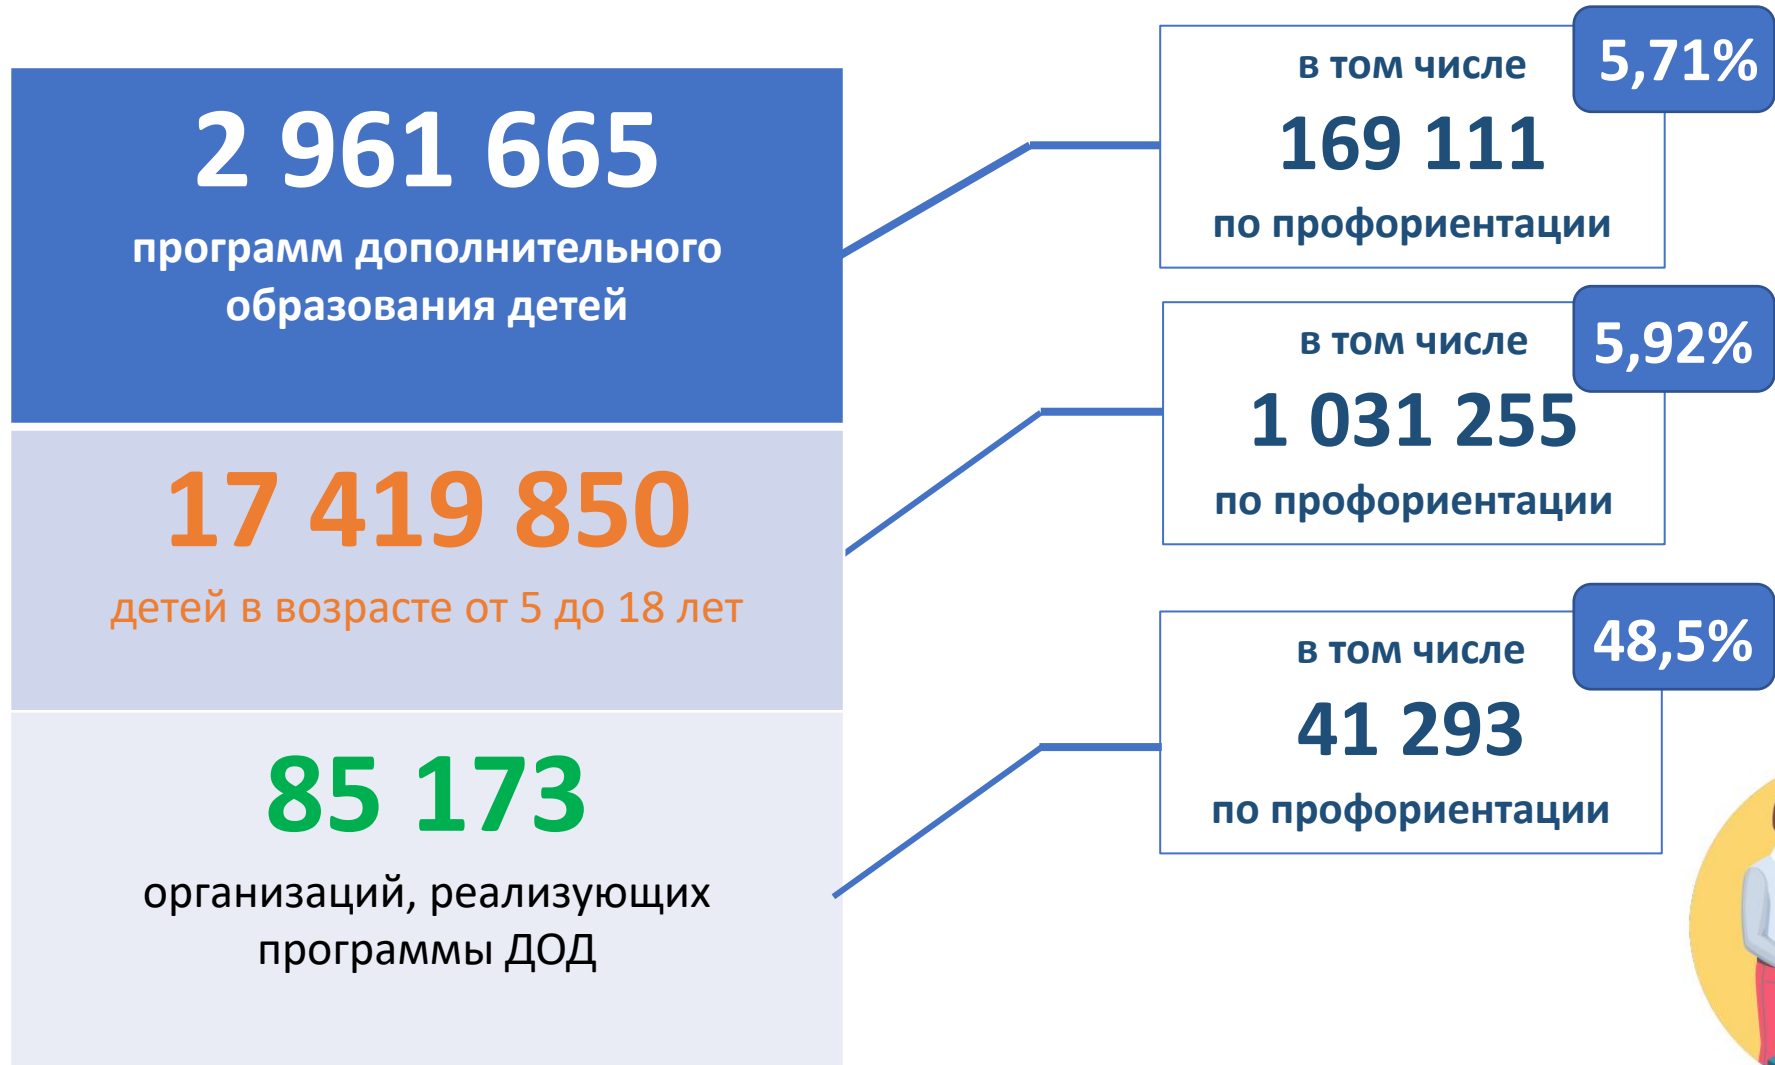 2 961 665
программ дополнительного
образования детей
в том числе
5,71%
169 111
по профориентации
17 419 850
детей в возрасте от 5 до 18 лет
в том числе
5,92%
1 031 255
по профориентации
85 173
организаций, реализующих
программы ДОД
в том числе
48,5%
41 293
по профориентации